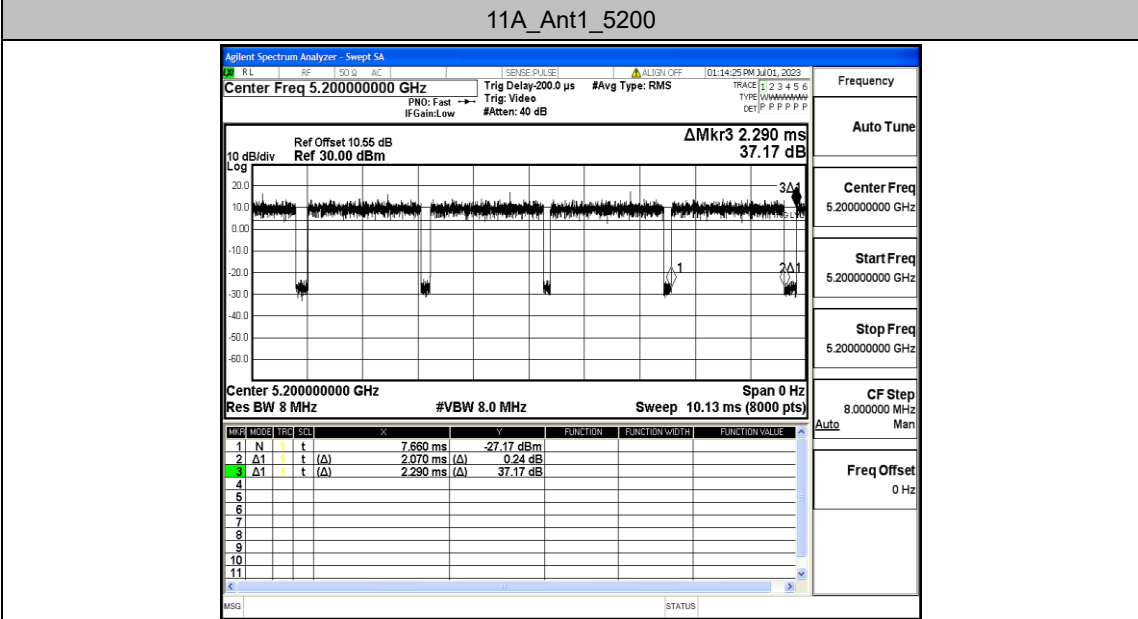 11A_Ant1_5200
Agilent Spectrum Analyzer - Swept SA
RL RF 50 Ω AC SENSE:PULSE ALIGN OFF 01:14:25 PM Jul 01, 2023
Center Freq 5.200000000 GHz
PNO: Fast
IFGain:Low
Trig Delay-200.0 µs
Trig: Video
#Atten: 40 dB
#Avg Type: RMS
TRACE 1 2 3 4 5 6
TYPE
DET P P P P P P
Frequency
Auto Tune
Center Freq
5.200000000 GHz
Start Freq
5.200000000 GHz
Stop Freq
5.200000000 GHz
CF Step
8.000000 MHz
Auto Man
Freq Offset
0 Hz
ΔMkr3 2.290 ms
37.17 dB
Ref Offset 10.55 dB
10 dB/div Ref 30.00 dBm
Log
20.0
10.0
0.00
-10.0
-20.0
-30.0
-40.0
-50.0
-60.0
3Δ1
1
2Δ1
Center 5.200000000 GHz Span 0 Hz
Res BW 8 MHz #VBW 8.0 MHz Sweep 10.13 ms (8000 pts)
MKR MODE TRC SCL X Y FUNCTION FUNCTION WIDTH FUNCTION VALUE
1 N 1 t 7.660 ms -27.17 dBm
2 Δ1 1 t (Δ) 2.070 ms (Δ) 0.24 dB
3 Δ1 1 t (Δ) 2.290 ms (Δ) 37.17 dB
4
5
6
7
8
9
10
11
MSG STATUS